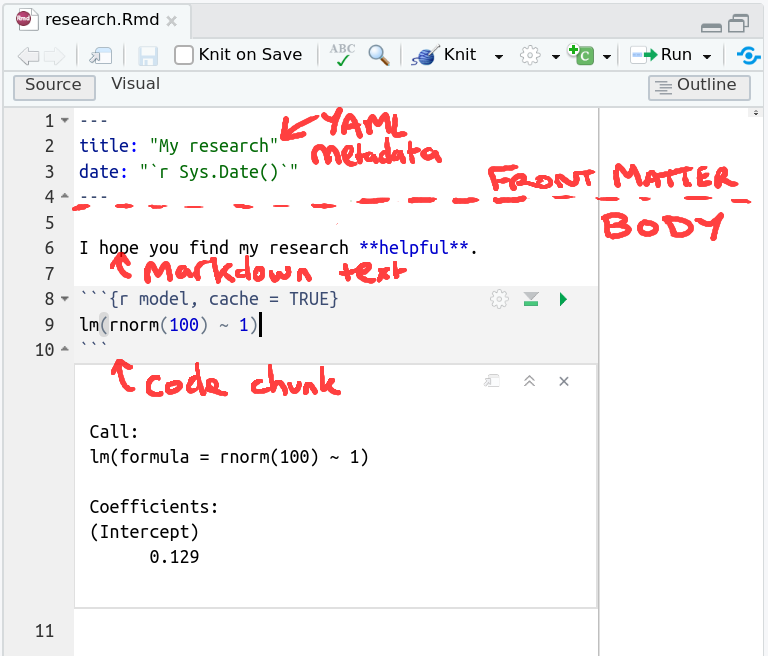 Rmd research.Rmd ×
Knit on Save ABC Knit C Run
Source Visual Outline
1 ---
YAML
2 title: "My research"
metadata
3 date: "`r Sys.Date()`"
FRONT MATTER
4 ---
5
BODY
6 I hope you find my research **helpful**.
7
Markdown text
8 ```{r model, cache = TRUE}
9 lm(rnorm(100) ~ 1)
10 ```
Code chunk
Call:
lm(formula = rnorm(100) ~ 1)
Coefficients:
(Intercept)
0.129
11